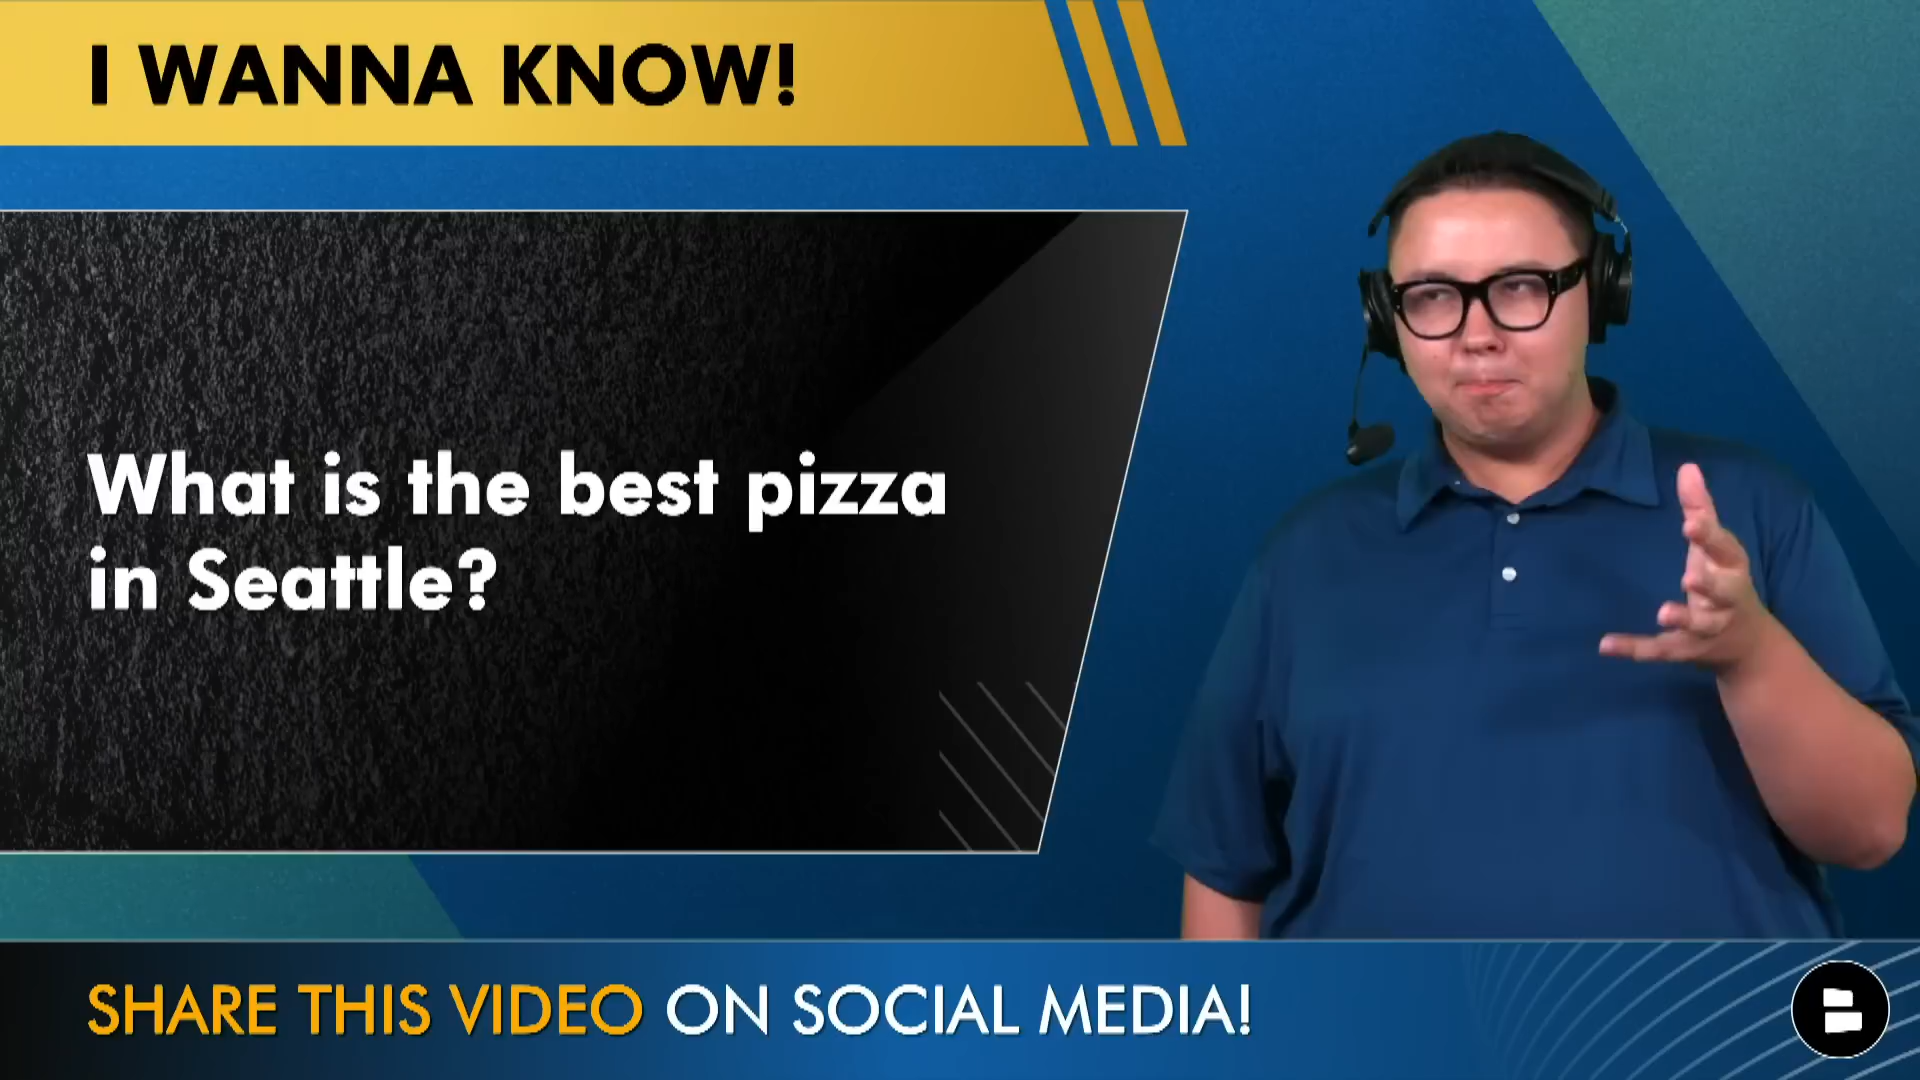 I WANNA KNOW!
What is the best pizza
in Seattle?
SHARE THIS VIDEO ON SOCIAL MEDIA!